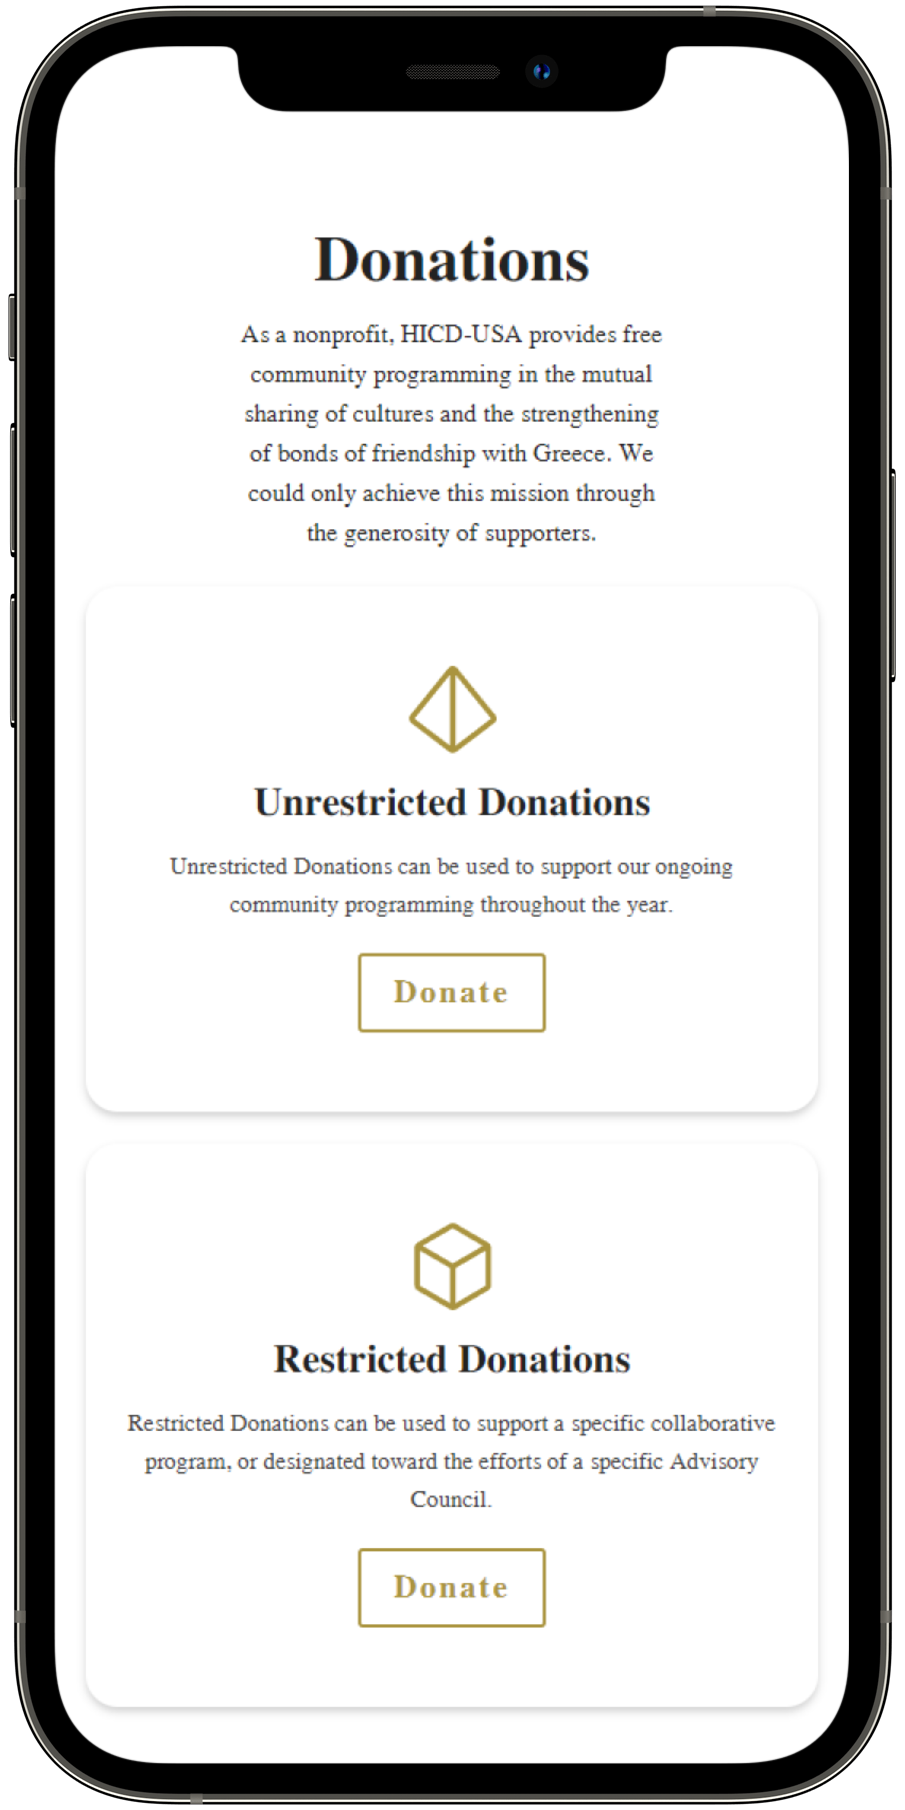 Donations
As a nonprofit, HICD-USA provides free
community programming in the mutual
sharing of cultures and the strengthening
of bonds of friendship with Greece. We
could only achieve this mission through
the generosity of supporters.
Unrestricted Donations
Unrestricted Donations can be used to support our ongoing
community programming throughout the year.
Donate
Restricted Donations
Restricted Donations can be used to support a specific collaborative
program, or designated toward the efforts of a specific Advisory
Council.
Donate